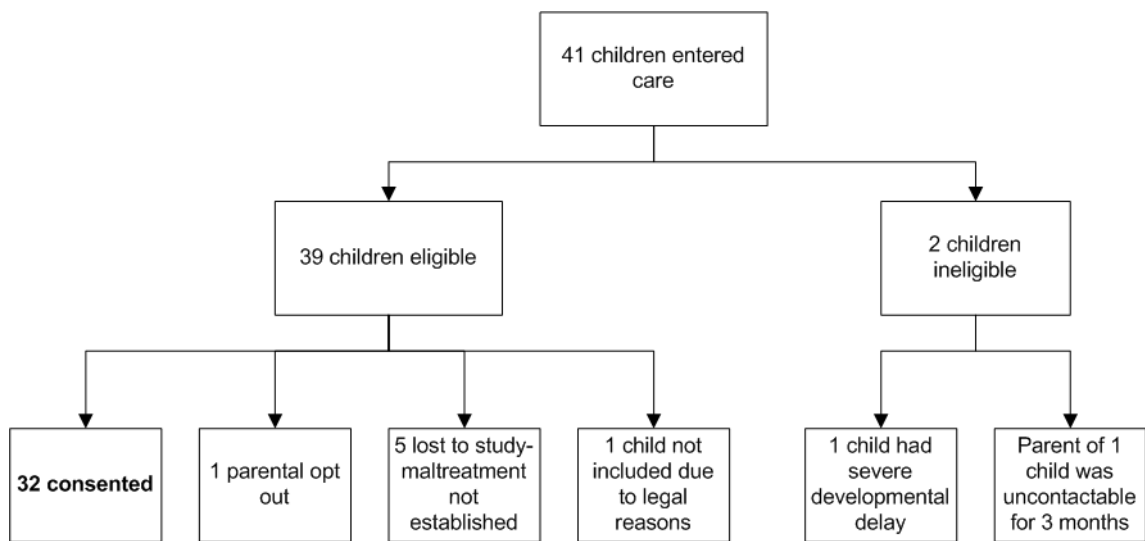 41 children entered
care
39 children eligible
2 children
ineligible
32 consented
1 parental opt
out
5 lost to study-
maltreatment
not
established
1 child not
included due
to legal
reasons
1 child had
severe
developmental
delay
Parent of 1
child was
uncontactable
for 3 months